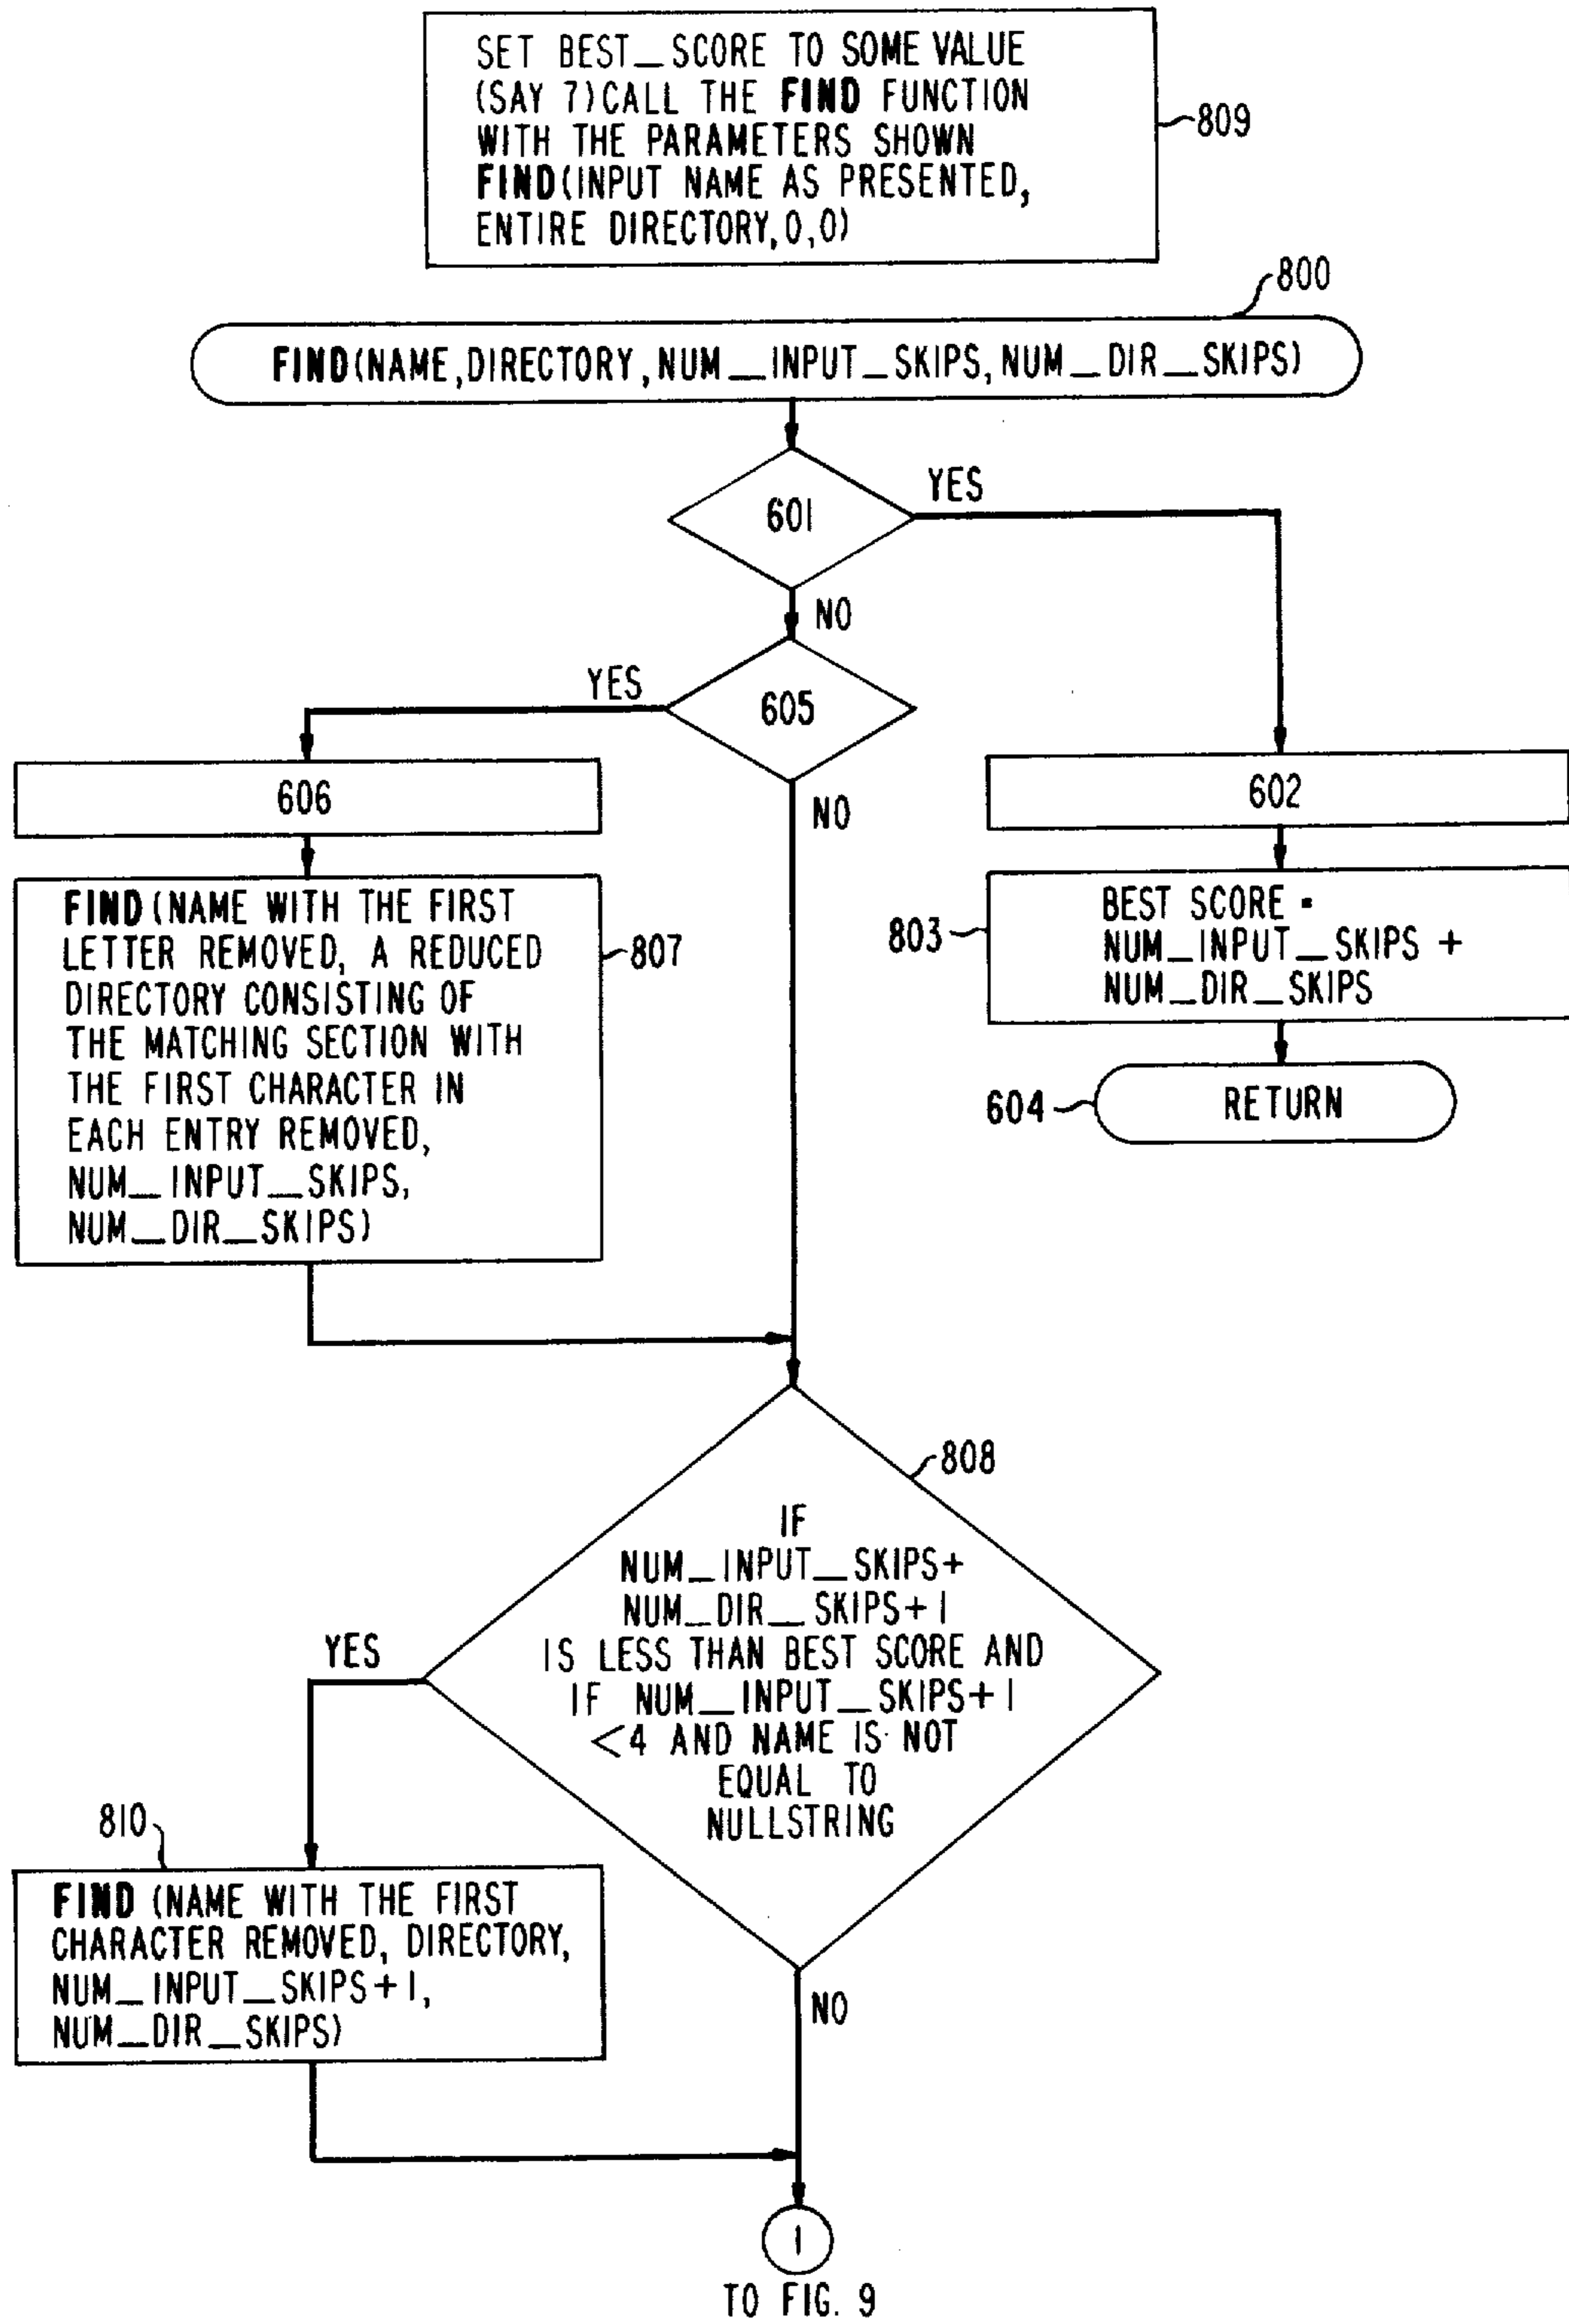 SET BEST_SCORE TO SOME VALUE
(SAY 7) CALL THE FIND FUNCTION
WITH THE PARAMETERS SHOWN
FIND(INPUT NAME AS PRESENTED,
ENTIRE DIRECTORY, 0,0)
809
800
FIND(NAME,DIRECTORY,NUM_INPUT_SKIPS,NUM_DIR_SKIPS)
601
YES
NO
605
YES
NO
606
602
FIND (NAME WITH THE FIRST
LETTER REMOVED, A REDUCED
DIRECTORY CONSISTING OF
THE MATCHING SECTION WITH
THE FIRST CHARACTER IN
EACH ENTRY REMOVED,
NUM_INPUT_SKIPS,
NUM_DIR_SKIPS)
807
BEST SCORE =
NUM_INPUT_SKIPS +
NUM_DIR_SKIPS
803
604
RETURN
808
IF
NUM_INPUT_SKIPS+
NUM_DIR_SKIPS+1
IS LESS THAN BEST SCORE AND
IF NUM_INPUT_SKIPS+1
<4 AND NAME IS NOT
EQUAL TO
NULLSTRING
YES
810
FIND (NAME WITH THE FIRST
CHARACTER REMOVED, DIRECTORY,
NUM_INPUT_SKIPS+1,
NUM_DIR_SKIPS)
NO
1
TO FIG. 9